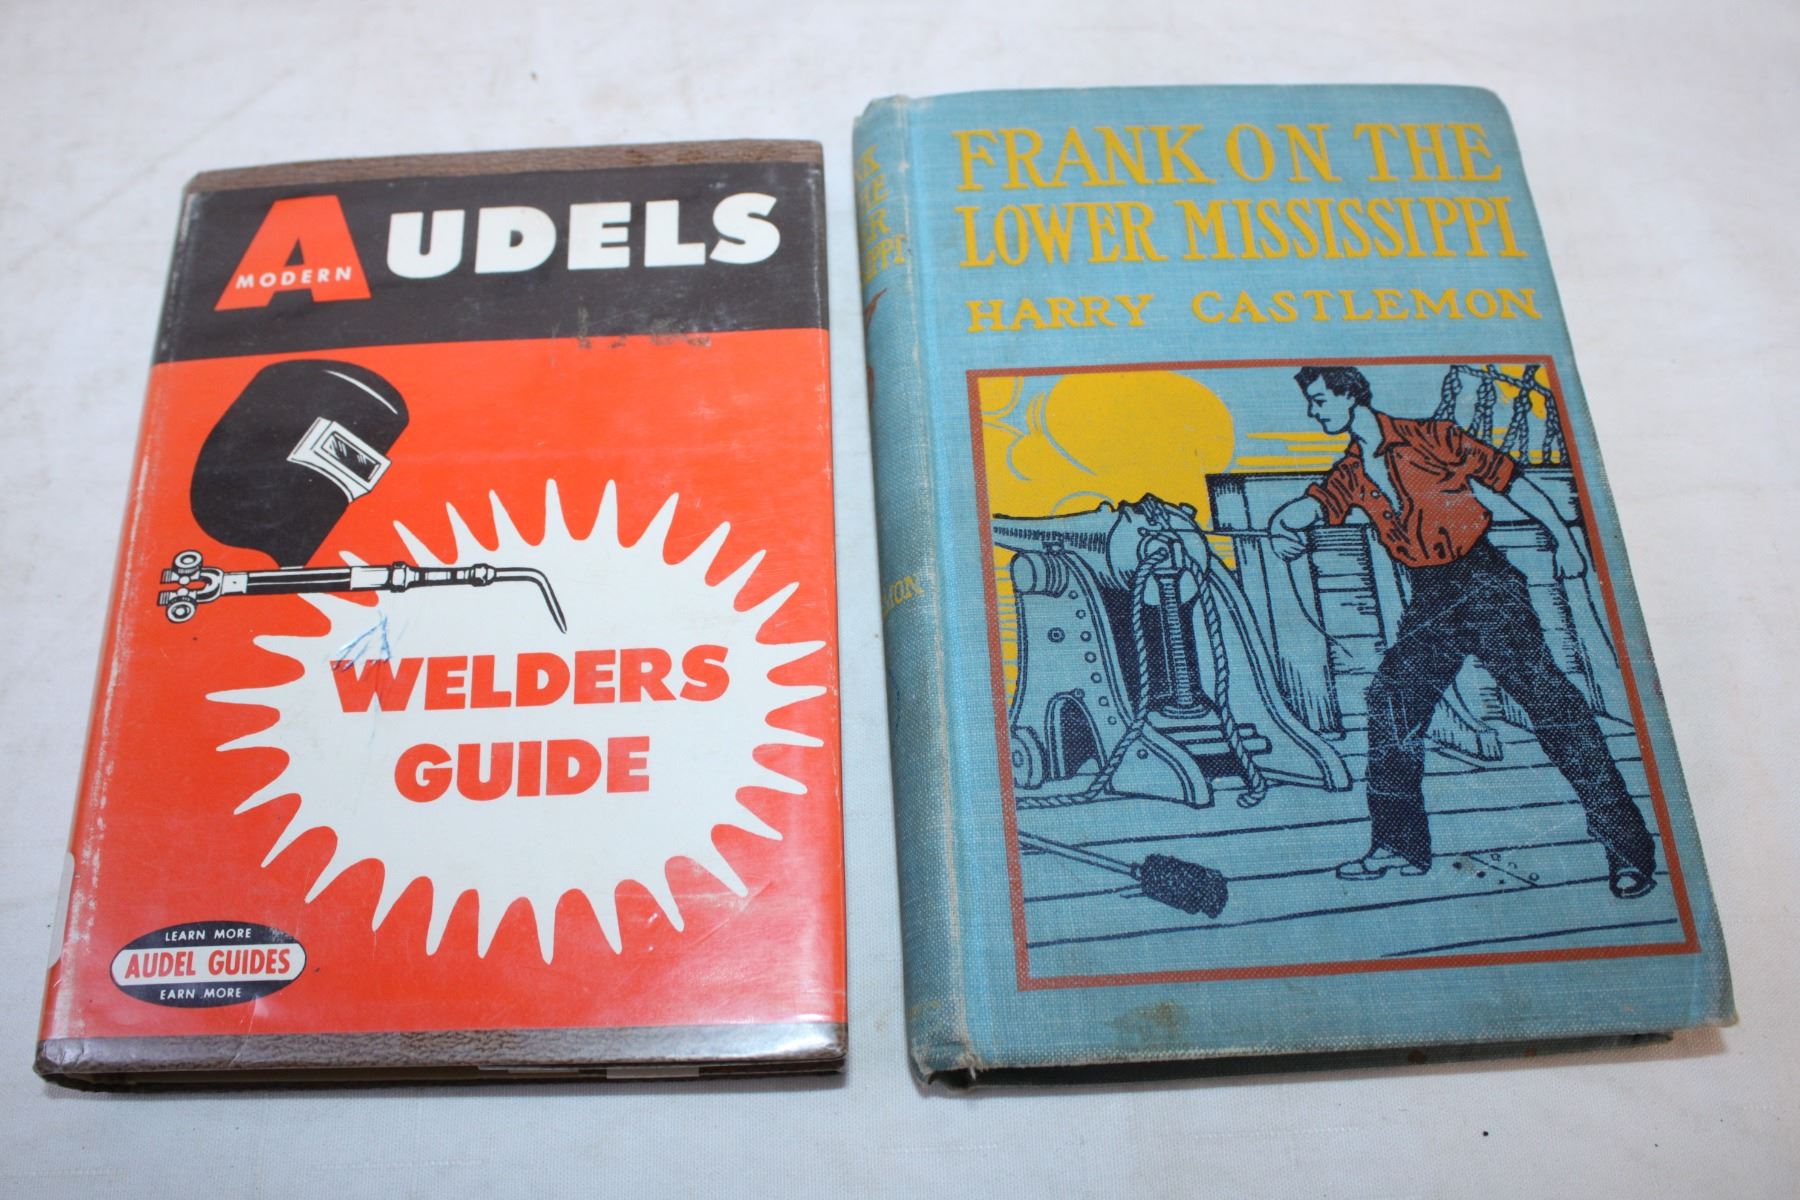 AUDELS
MODERN
WELDERS
GUIDE
LEARN MORE
AUDEL GUIDES
EARN MORE
FRANK ON THE
LOWER MISSISSIPPI
HARRY CASTLEMON